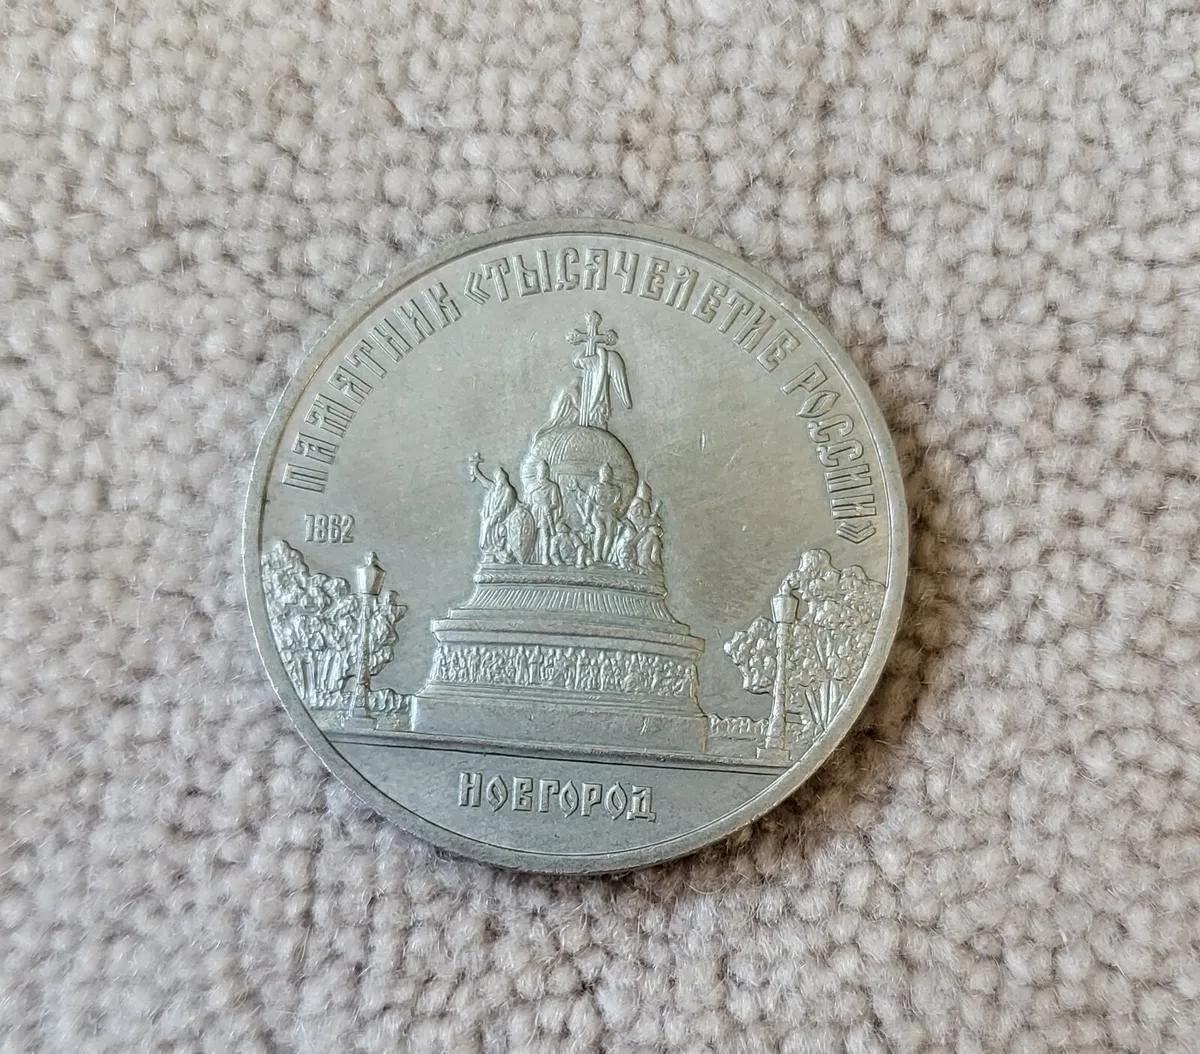 ПАМЯТНИК «ТЫСЯЧЕЛЕТИЕ РОССИИ»
1862
НОВГОРОД